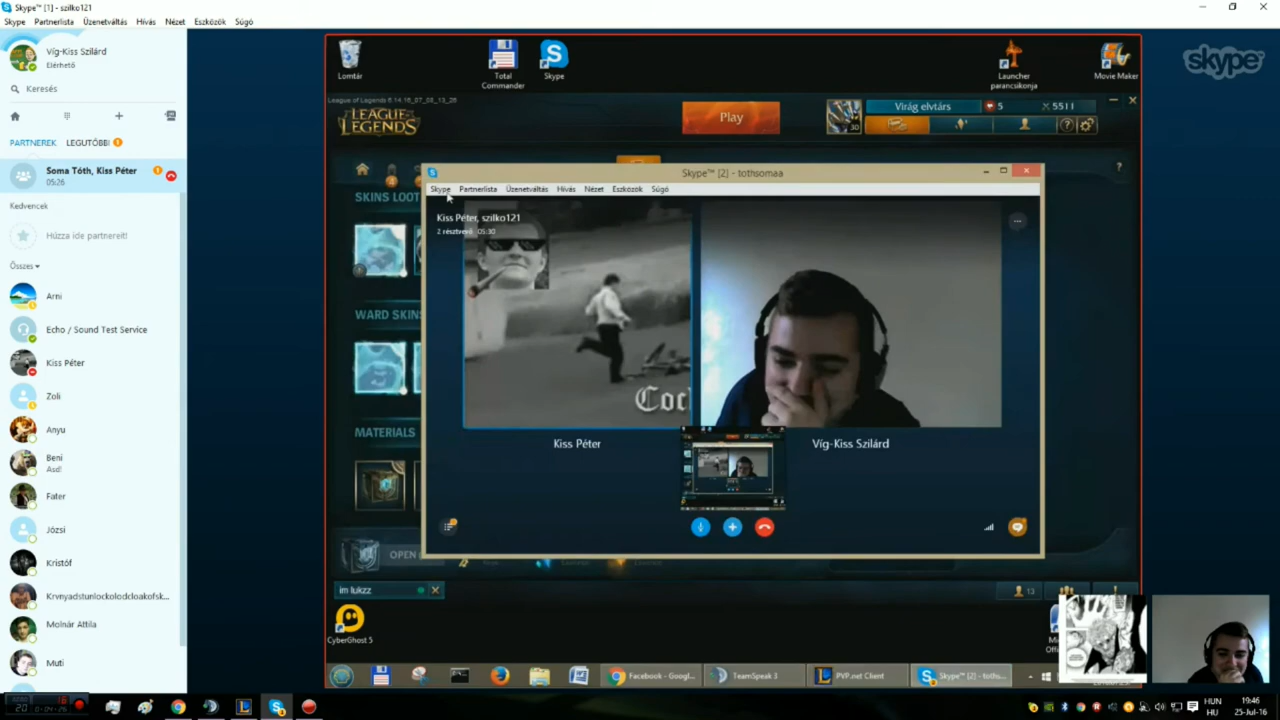 Skype™ [1] - szilko121
Skype Partnerlista Üzenetváltás Hívás Nézet Eszközök Súgó
Víg-Kiss Szilárd
Elérhető
Keresés
PARTNEREK LEGUTÓBBI 1
Soma Tóth, Kiss Péter
05:26
1
Kedvencek
Húzza ide partnereit!
Összes
Arni
Echo / Sound Test Service
Kiss Péter
Zoli
Anyu
Beni
Asd!
Fater
Józsi
Kristóf
Krvnyadstunlockolodcloakofsk...
Molnár Attila
Muti
skype
Lomtár
Total
Commander
Skype
Launcher
parancsikonja
Movie Maker
LEAGUE
OF
LEGENDS
Play
30
Virág elvtárs
5
5511
SKINS LOOT
WARD SKINS
MATERIALS
OPEN
Skype™ [2] - tothsomaa
Skype Partnerlista Üzenetváltás Hívás Nézet Eszközök Súgó
Kiss Péter, szilko121
2 résztvevő 05:30
Kiss Péter
Víg-Kiss Szilárd
im lukzz
13
CyberGhost 5
Facebook - Googl...
TeamSpeak 3
PVP.net Client
Skype™ [2] - toths...
HUN
HU
19:46
25-Jul-16